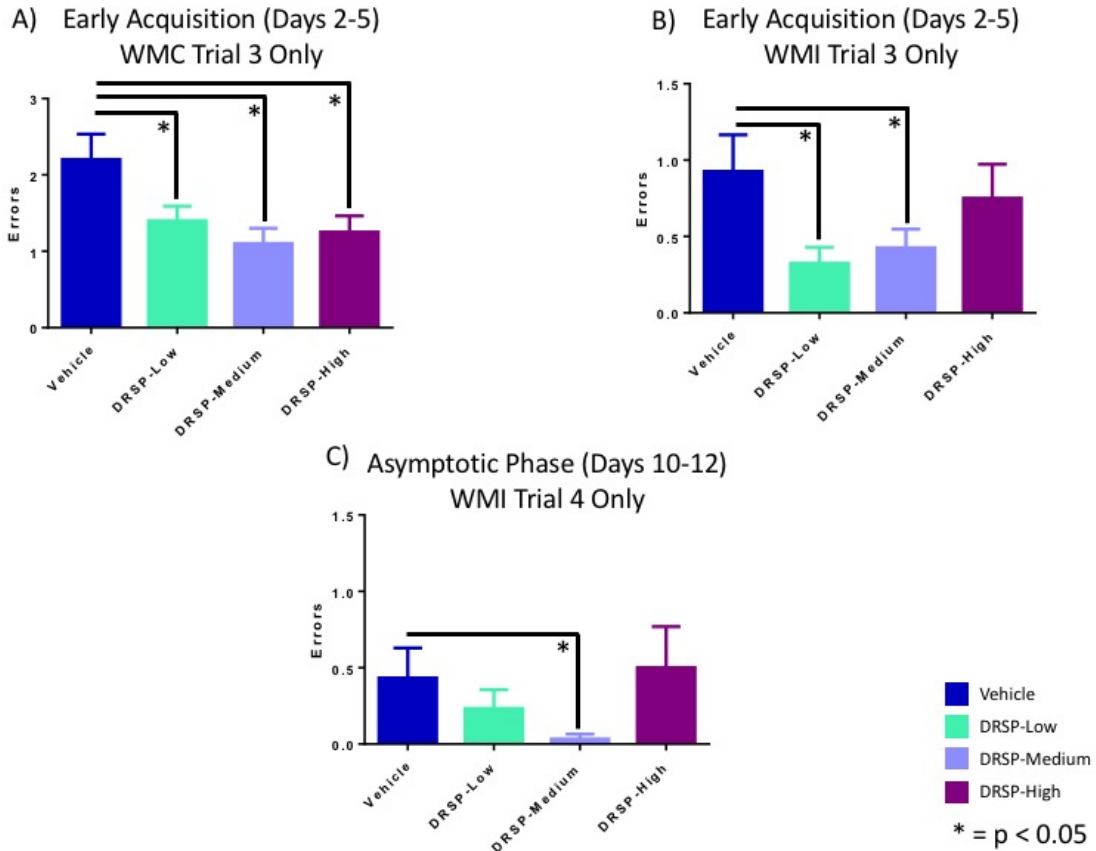 A) Early Acquisition (Days 2-5)
WMC Trial 3 Only
3
2
1
0
Errors
*
*
*
Vehicle
DRSP-Low
DRSP-Medium
DRSP-High
B) Early Acquisition (Days 2-5)
WMI Trial 3 Only
1.5
1.0
0.5
0.0
Errors
*
*
Vehicle
DRSP-Low
DRSP-Medium
DRSP-High
C) Asymptotic Phase (Days 10-12)
WMI Trial 4 Only
1.5
1.0
0.5
0.0
Errors
*
Vehicle
DRSP-Low
DRSP-Medium
DRSP-High
Vehicle
DRSP-Low
DRSP-Medium
DRSP-High
* = p < 0.05